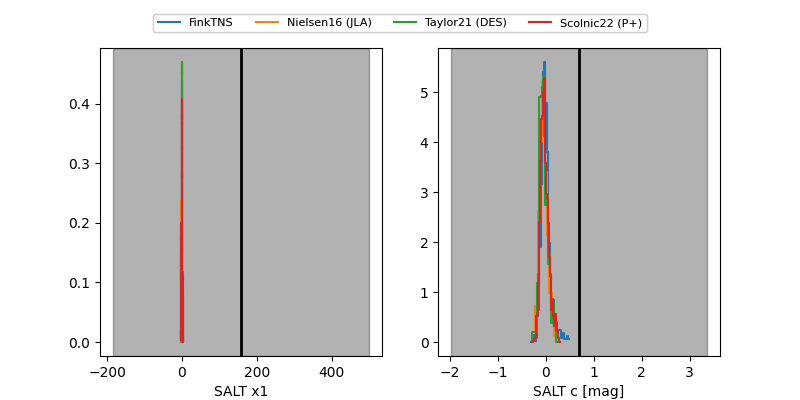 FinkTNS Nielsen16 (JLA) Taylor21 (DES) Scolnic22 (P+)
0.4
0.3
0.2
0.1
0.0
−200 0 200 400
SALT x1
5
4
3
2
1
0
−2 −1 0 1 2 3
SALT c [mag]